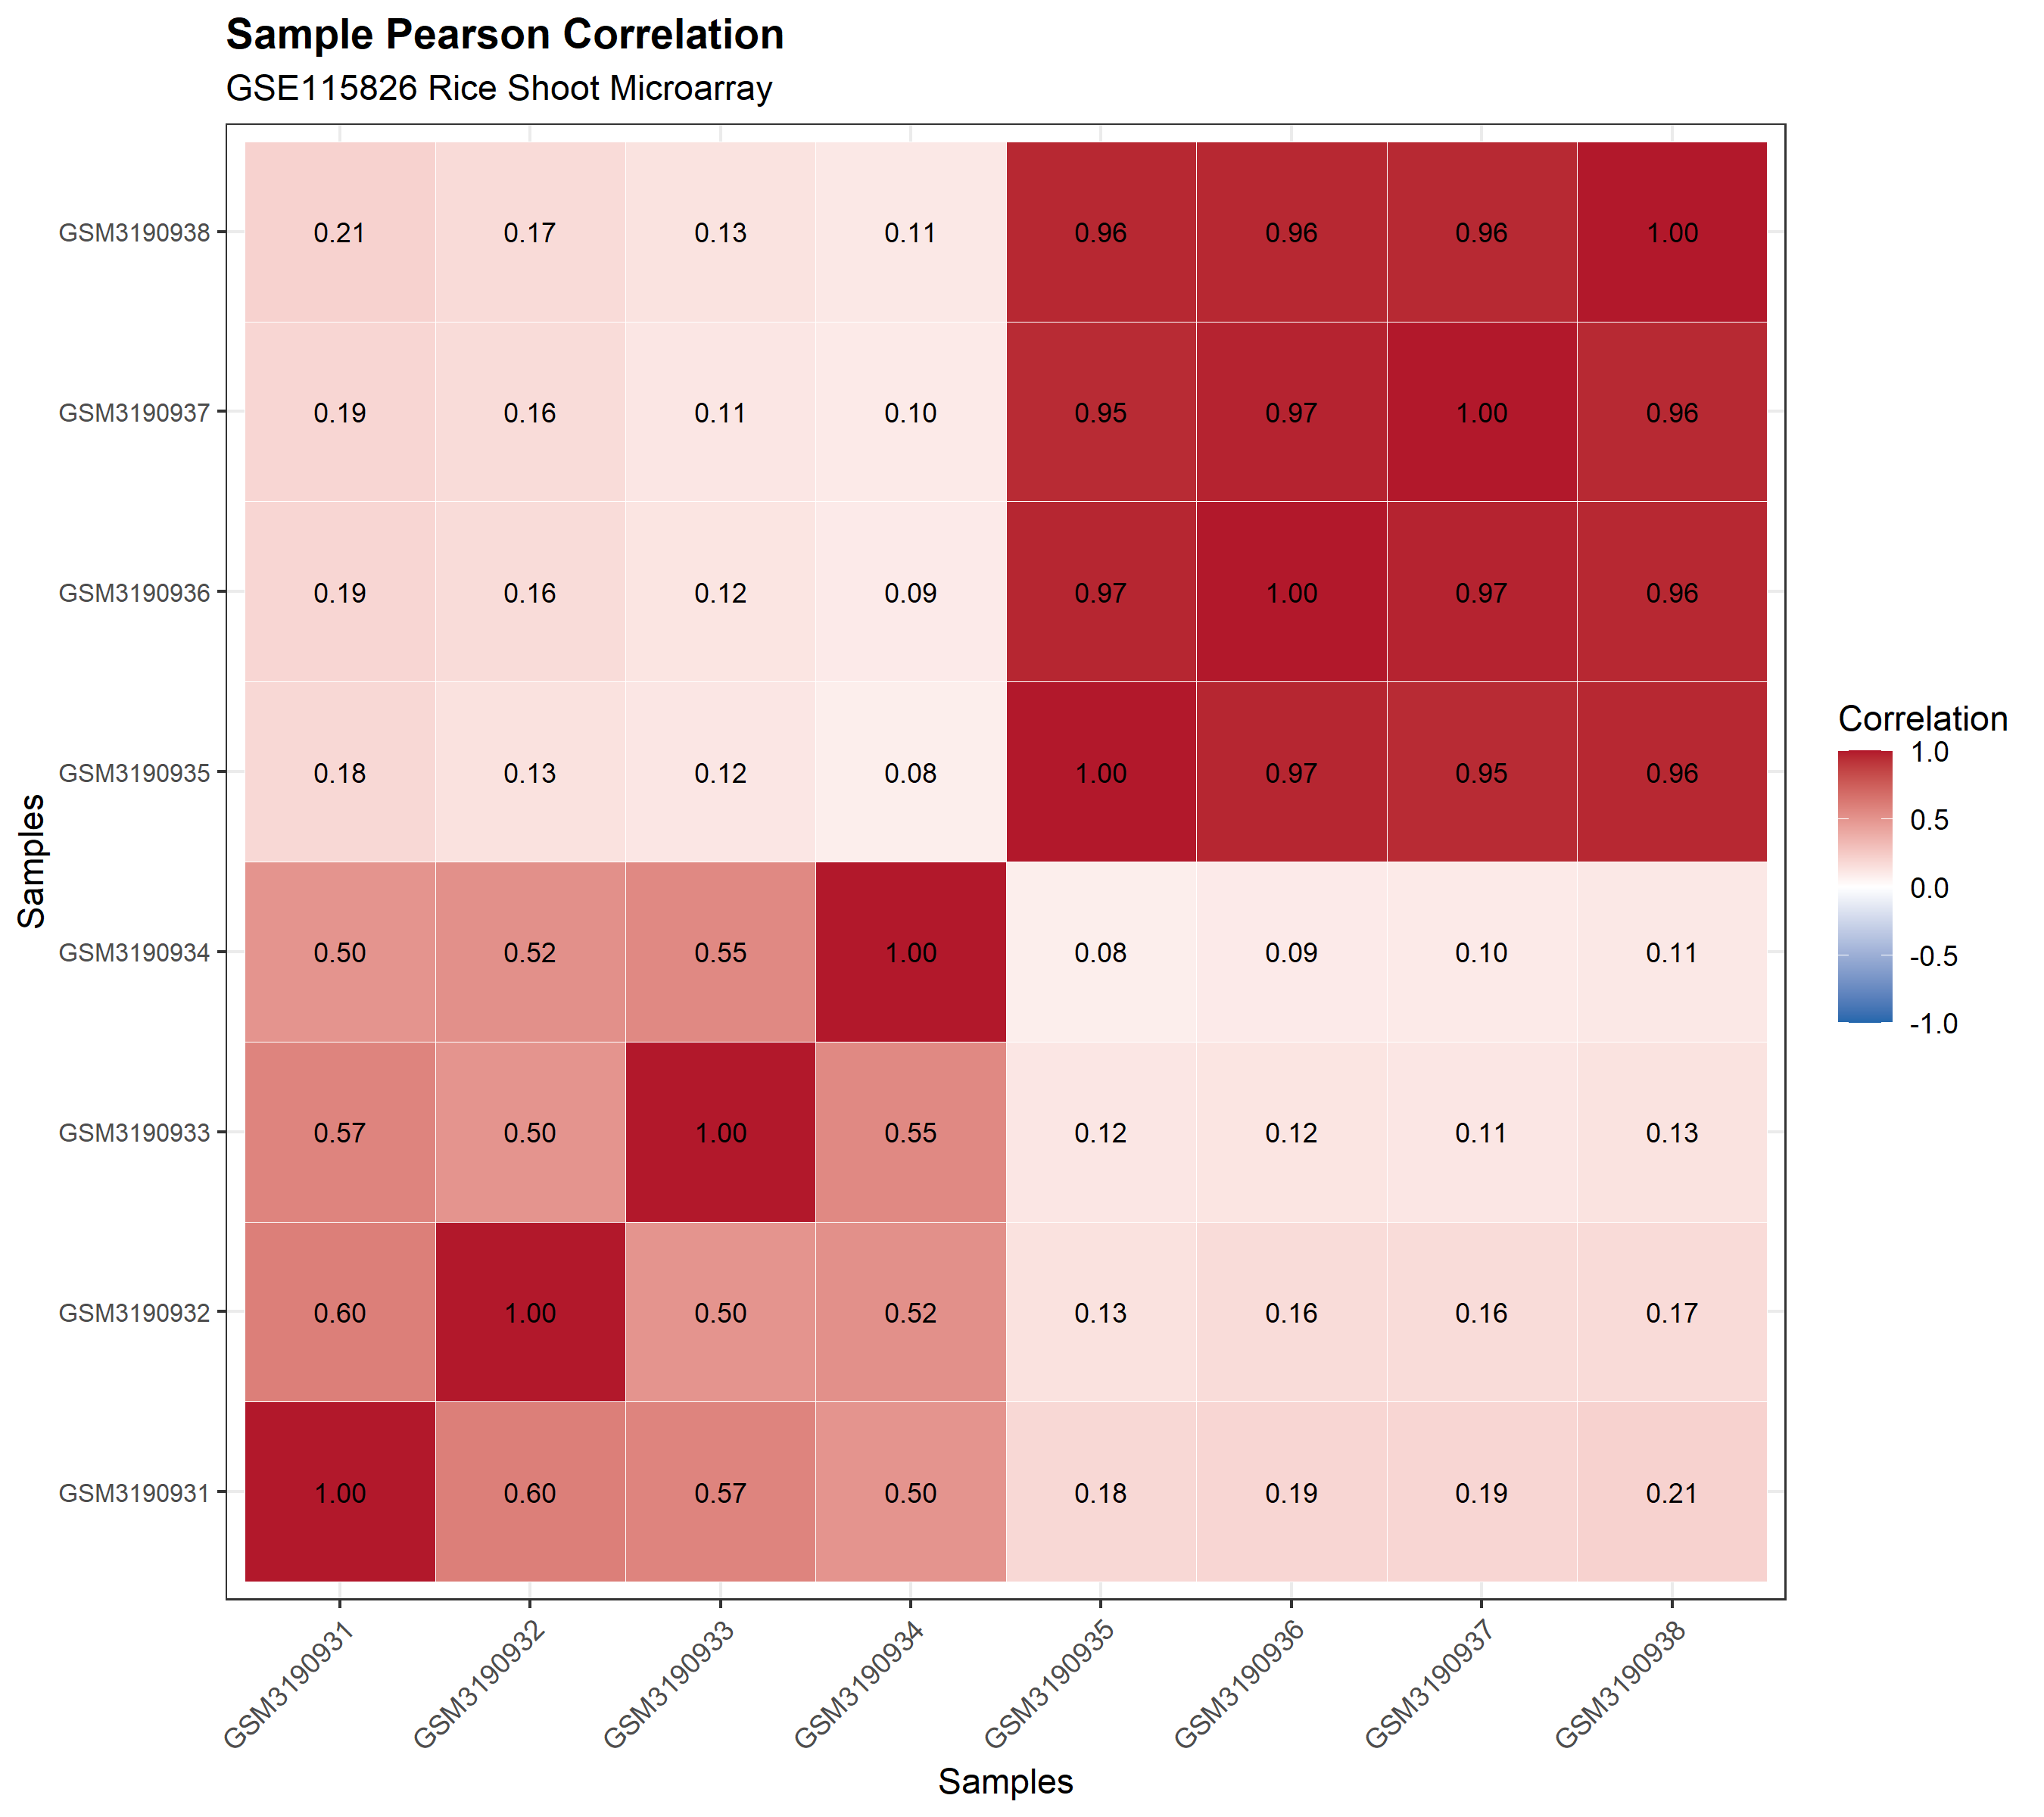 Sample Pearson Correlation
GSE115826 Rice Shoot Microarray
Samples
GSM3190938 0.21 0.17 0.13 0.11 0.96 0.96 0.96 1.00
GSM3190937 0.19 0.16 0.11 0.10 0.95 0.97 1.00 0.96
GSM3190936 0.19 0.16 0.12 0.09 0.97 1.00 0.97 0.96
GSM3190935 0.18 0.13 0.12 0.08 1.00 0.97 0.95 0.96
GSM3190934 0.50 0.52 0.55 1.00 0.08 0.09 0.10 0.11
GSM3190933 0.57 0.50 1.00 0.55 0.12 0.12 0.11 0.13
GSM3190932 0.60 1.00 0.50 0.52 0.13 0.16 0.16 0.17
GSM3190931 1.00 0.60 0.57 0.50 0.18 0.19 0.19 0.21
GSM3190931 GSM3190932 GSM3190933 GSM3190934 GSM3190935 GSM3190936 GSM3190937 GSM3190938
Samples
Correlation
1.0
0.5
0.0
-0.5
-1.0